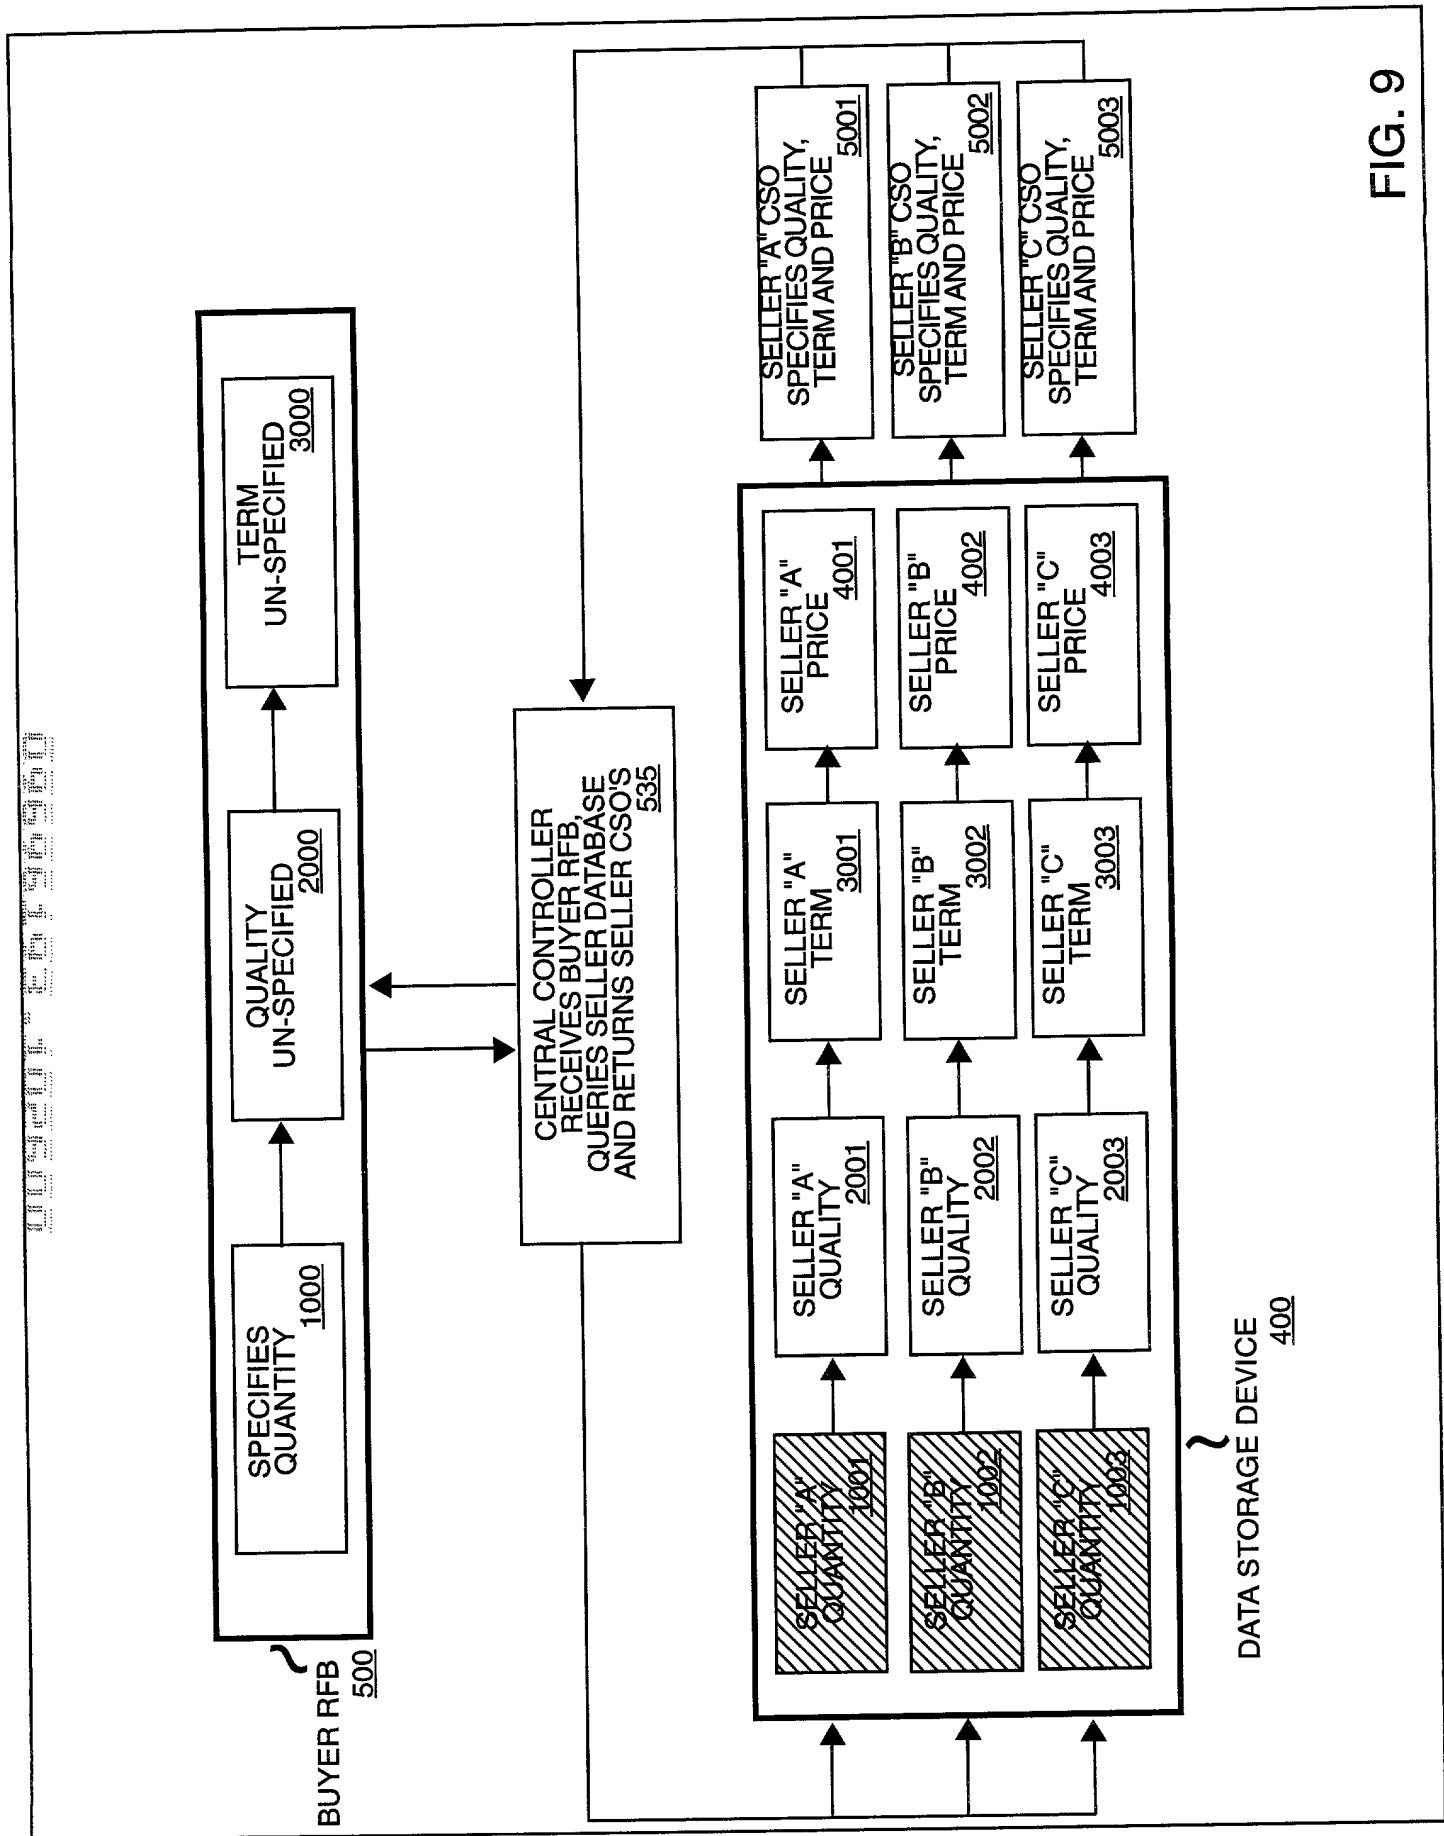 BUYER RFB
500
SPECIFIES
QUANTITY
1000
QUALITY
UN-SPECIFIED
2000
TERM
UN-SPECIFIED
3000
CENTRAL CONTROLLER
RECEIVES BUYER RFB,
QUERIES SELLER DATABASE
AND RETURNS SELLER CSO'S
535
SELLER "A"
QUANTITY
1001
SELLER "A"
QUALITY
2001
SELLER "A"
TERM
3001
SELLER "A"
PRICE
4001
SELLER "A" CSO
SPECIFIES QUALITY,
TERM AND PRICE
5001
SELLER "B"
QUANTITY
1002
SELLER "B"
QUALITY
2002
SELLER "B"
TERM
3002
SELLER "B"
PRICE
4002
SELLER "B" CSO
SPECIFIES QUALITY,
TERM AND PRICE
5002
SELLER "C"
QUANTITY
1003
SELLER "C"
QUALITY
2003
SELLER "C"
TERM
3003
SELLER "C"
PRICE
4003
SELLER "C" CSO
SPECIFIES QUALITY,
TERM AND PRICE
5003
DATA STORAGE DEVICE
400
FIG. 9